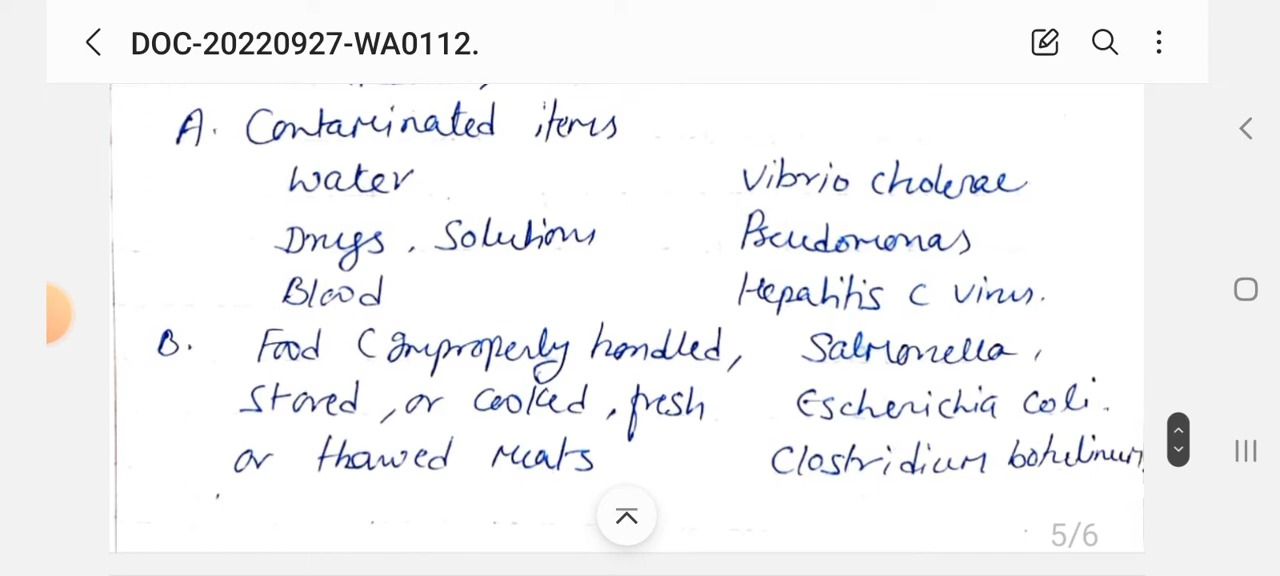 DOC-20220927-WA0112.
A. Contaminated items
Water Vibrio cholerae
Drugs, Solutions Pseudomonas
Blood Hepatitis C virus.
B. Food (Improperly handled, Salmonella,
Stored, or cooked, fresh Escherichia coli.
or thawed meats Clostridium botulinum
5/6